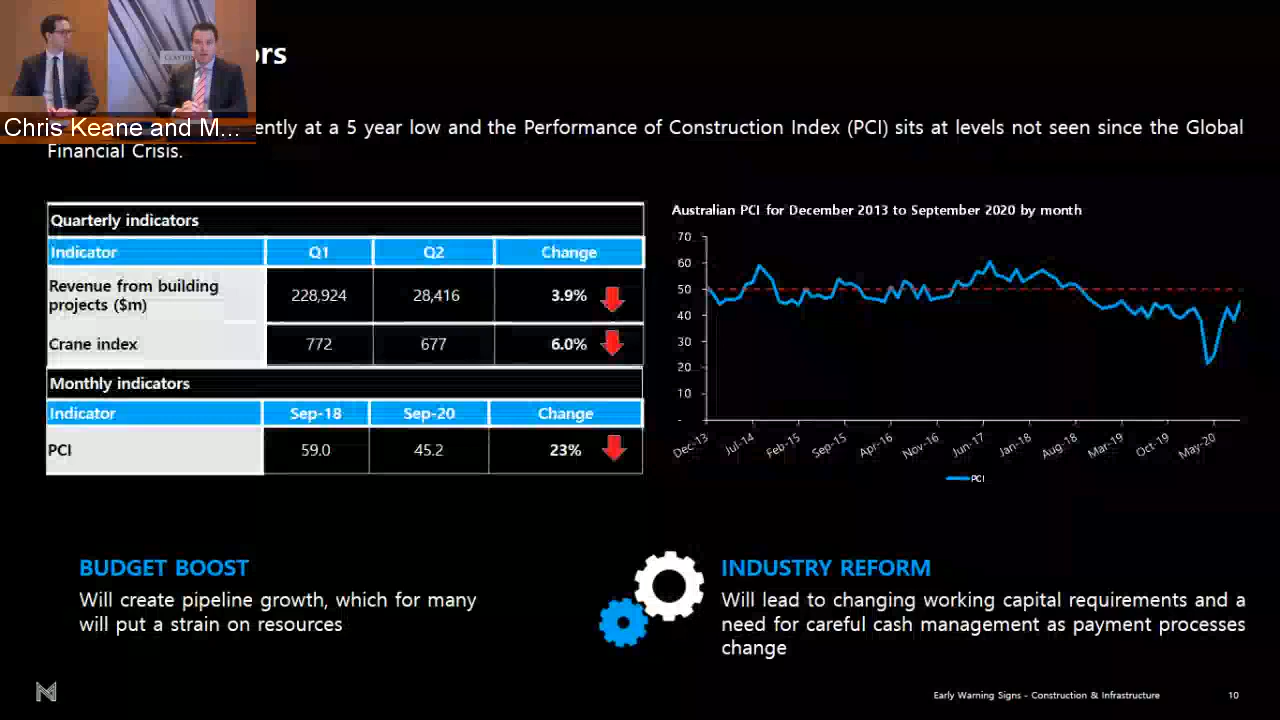 ors
Chris Keane and M...
ently at a 5 year low and the Performance of Construction Index (PCI) sits at levels not seen since the Global
Financial Crisis.
Quarterly indicators
Indicator Q1 Q2 Change
Revenue from building
projects ($m) 228,924 28,416 3.9%
Crane index 772 677 6.0%
Monthly indicators
Indicator Sep-18 Sep-20 Change
PCI 59.0 45.2 23%
Australian PCI for December 2013 to September 2020 by month
70
60
50
40
30
20
10
-
Dec-13 Jul-14 Feb-15 Sep-15 Apr-16 Nov-16 Jun-17 Jan-18 Aug-18 Mar-19 Oct-19 May-20
PCI
BUDGET BOOST
Will create pipeline growth, which for many
will put a strain on resources
INDUSTRY REFORM
Will lead to changing working capital requirements and a
need for careful cash management as payment processes
change
Early Warning Signs - Construction & Infrastructure 10